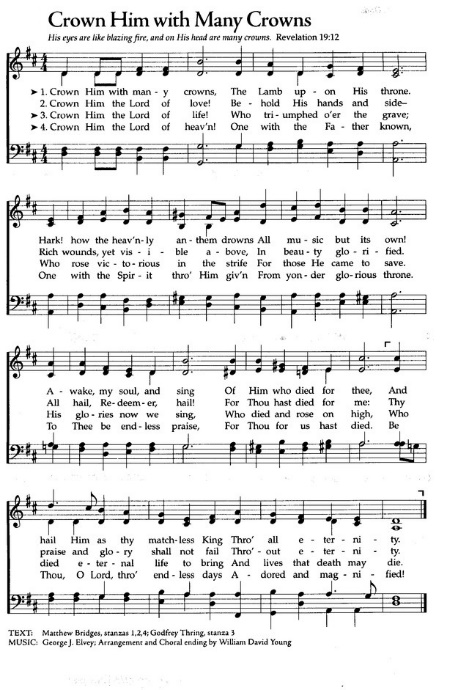 Crown Him with Many Crowns
His eyes are like blazing fire, and on His head are many crowns. Revelation 19:12
1. Crown Him with man - y crowns, The Lamb up - on His throne.
2. Crown Him the Lord of love! Be - hold His hands and side–
3. Crown Him the Lord of life! Who tri - umphed o'er the grave;
4. Crown Him the Lord of heav'n! One with the Fa - ther known,
Hark! how the heav'n-ly an - them drowns All mu - sic but its own!
Rich wounds, yet vis - i - ble a - bove, In beau - ty glo - ri - fied.
Who rose vic - to - rious in the strife For those He came to save.
One with the Spir - it thro' Him giv'n From yon - der glo - rious throne.
A - wake, my soul, and sing Of Him who died for thee, And
All hail, Re-deem - er, hail! For Thou hast died for me: Thy
His glo - ries now we sing, Who died and rose on high, Who
To Thee be end - less praise, For Thou for us hast died. Be
hail Him as thy match-less King Thro' all e - ter - ni - ty.
praise and glo - ry shall not fail Thro' - out e - ter - ni - ty.
died e - ter - nal life to bring And lives that death may die.
Thou, O Lord, thro' end - less days A - dored and mag - ni - fied!
TEXT: Matthew Bridges, stanzas 1,2,4; Godfrey Thring, stanza 3
MUSIC: George J. Elvey; Arrangement and Choral ending by William David Young